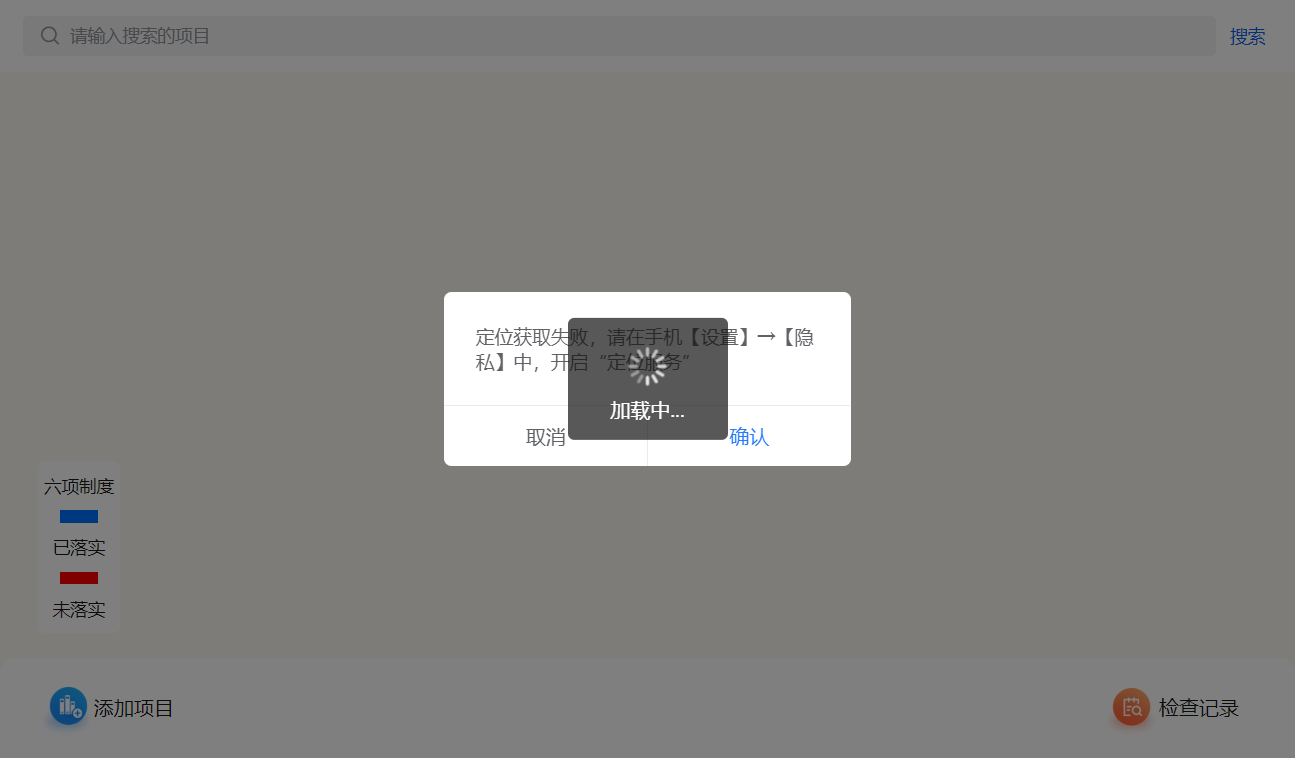 请输入搜索的项目
搜索
定位获取失败，请在手机【设置】→【隐
私】中，开启“定位服务”
加载中...
取消
确认
六项制度
已落实
未落实
添加项目
检查记录